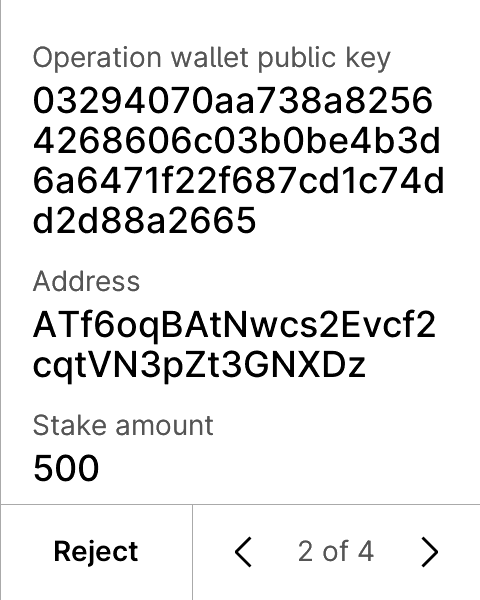 Operation wallet public key
03294070aa738a8256
4268606c03b0be4b3d
6a6471f22f687cd1c74d
d2d88a2665
Address
ATf6oqBAtNwcs2Evcf2
cqtVN3pZt3GNXDz
Stake amount
500
Reject
2 of 4